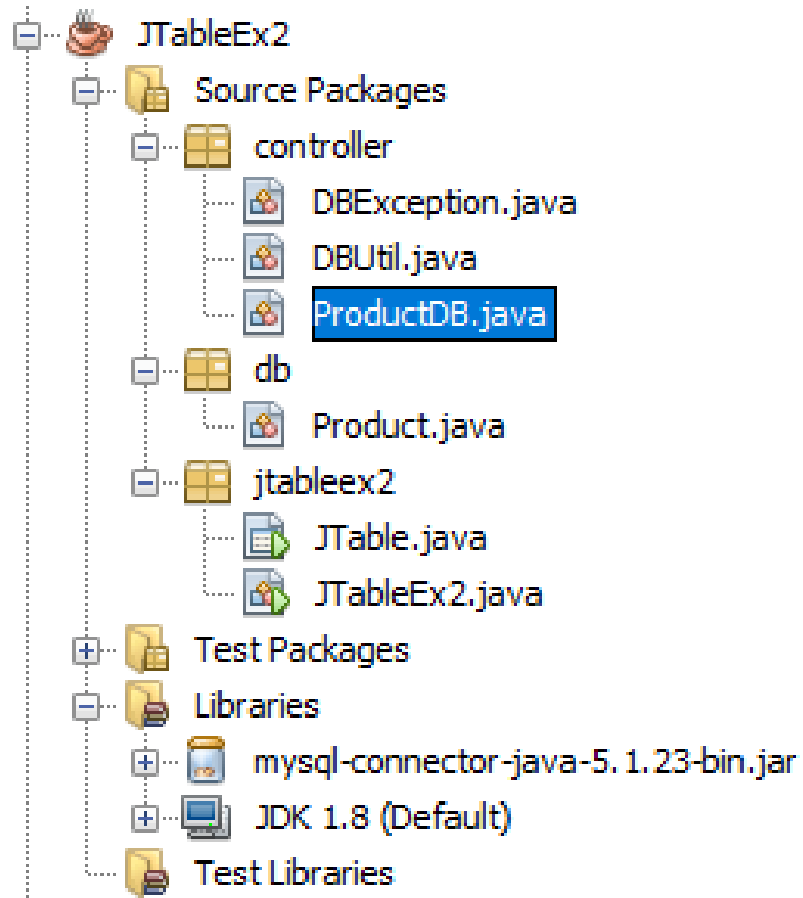 JTableEx2
Source Packages
controller
DBException.java
DBUtil.java
ProductDB.java
db
Product.java
jtableex2
JTable.java
JTableEx2.java
Test Packages
Libraries
mysql-connector-java-5.1.23-bin.jar
JDK 1.8 (Default)
Test Libraries